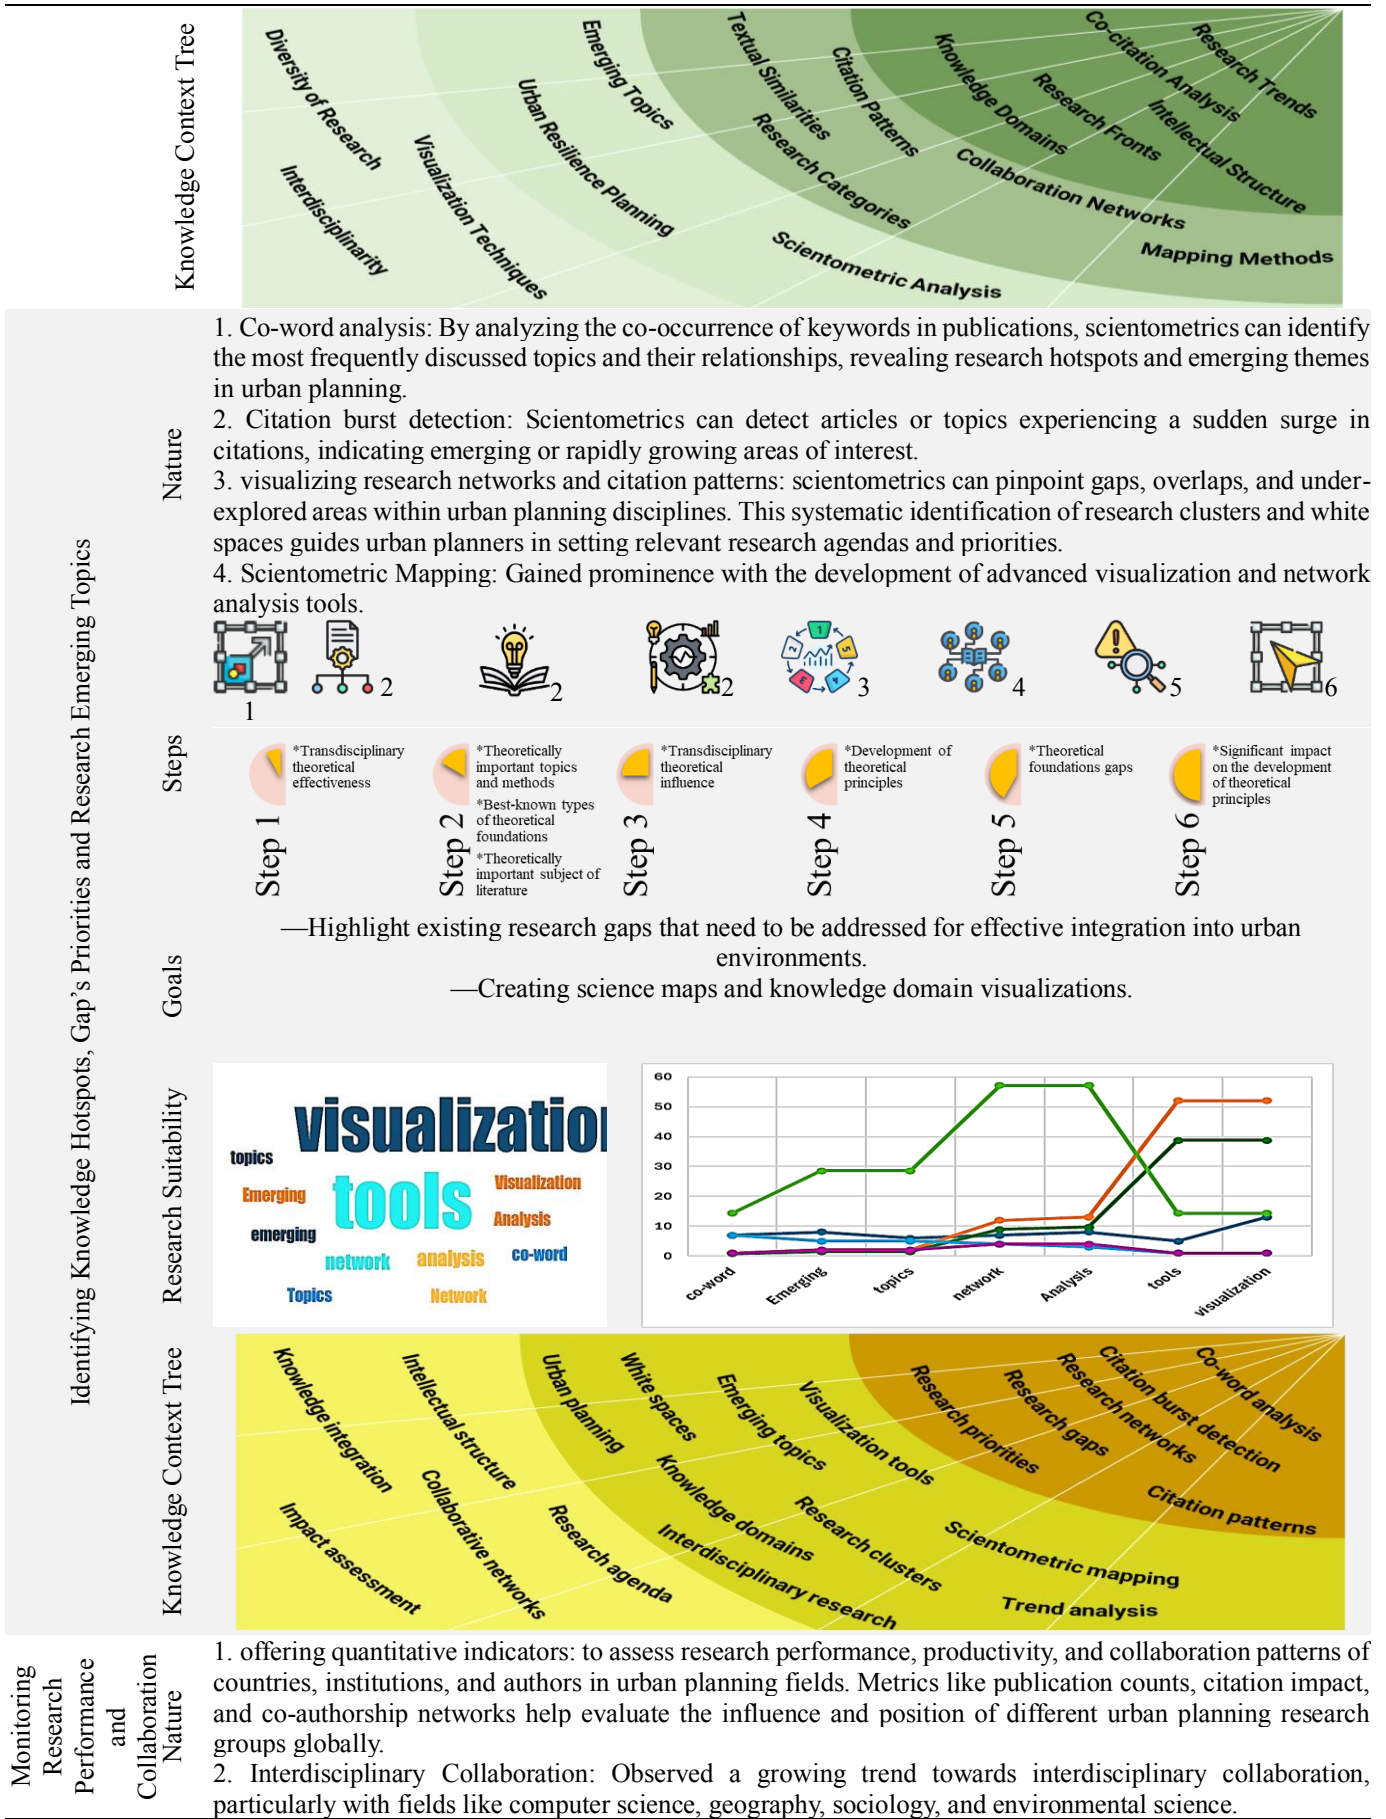 Knowledge Context Tree
Diversity of Research
Interdisciplinarity
Visualization Techniques
Urban Resilience Planning
Emerging Topics
Textual Similarities
Citation Patterns
Research Categories
Scientometric Analysis
Knowledge Domains
Research Fronts
Co-citation Analysis
Research Trends
Intellectual Structure
Collaboration Networks
Mapping Methods
Identifying Knowledge Hotspots, Gap’s Priorities and Research Emerging Topics
Nature
1. Co-word analysis: By analyzing the co-occurrence of keywords in publications, scientometrics can identify
the most frequently discussed topics and their relationships, revealing research hotspots and emerging themes
in urban planning.
2. Citation burst detection: Scientometrics can detect articles or topics experiencing a sudden surge in
citations, indicating emerging or rapidly growing areas of interest.
3. visualizing research networks and citation patterns: scientometrics can pinpoint gaps, overlaps, and under-
explored areas within urban planning disciplines. This systematic identification of research clusters and white
spaces guides urban planners in setting relevant research agendas and priorities.
4. Scientometric Mapping: Gained prominence with the development of advanced visualization and network
analysis tools.
Steps
1
2
2
2
1
2
3
4
5
3
4
5
6
Step 1
*Transdisciplinary
theoretical
effectiveness
Step 2
*Theoretically
important topics
and methods
*Best-known types
of theoretical
foundations
*Theoretically
important subject of
literature
Step 3
*Transdisciplinary
theoretical
influence
Step 4
*Development of
theoretical
principles
Step 5
*Theoretical
foundations gaps
Step 6
*Significant impact
on the development
of theoretical
principles
Goals
—Highlight existing research gaps that need to be addressed for effective integration into urban
environments.
—Creating science maps and knowledge domain visualizations.
Research Suitability
visualizatio
topics
tools
Visualization
Emerging
Analysis
emerging
network
analysis
co-word
Topics
Network
60
50
40
30
20
10
0
co-word
Emerging
topics
network
Analysis
tools
visualization
Knowledge Context Tree
Knowledge integration
Intellectual structure
Impact assessment
Collaborative networks
Research agenda
Urban planning
White spaces
Emerging topics
Visualization tools
Knowledge domains
Research clusters
Interdisciplinary research
Scientometric mapping
Trend analysis
Research priorities
Research gaps
Research networks
Citation burst detection
Co-word analysis
Citation patterns
Monitoring
Research
Performance
and
Collaboration
Nature
1. offering quantitative indicators: to assess research performance, productivity, and collaboration patterns of
countries, institutions, and authors in urban planning fields. Metrics like publication counts, citation impact,
and co-authorship networks help evaluate the influence and position of different urban planning research
groups globally.
2. Interdisciplinary Collaboration: Observed a growing trend towards interdisciplinary collaboration,
particularly with fields like computer science, geography, sociology, and environmental science.